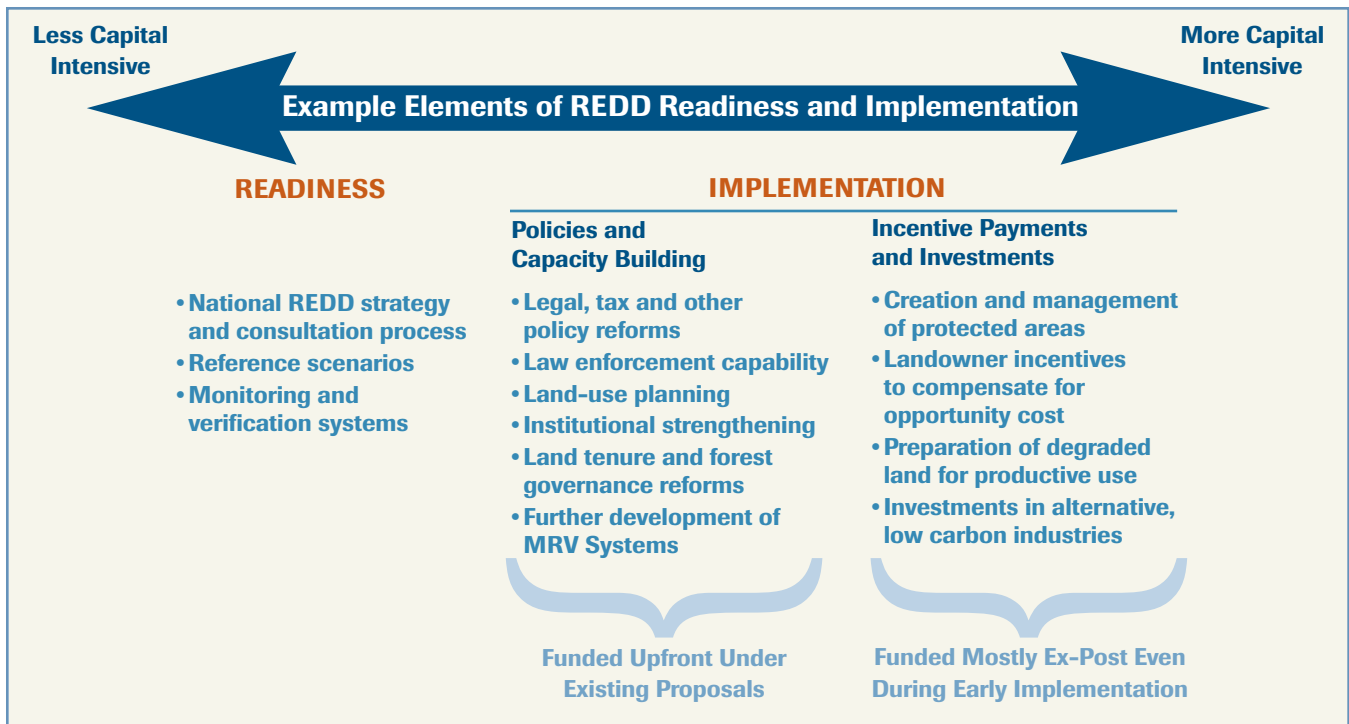 Less Capital
Intensive
More Capital
Intensive
Example Elements of REDD Readiness and Implementation
READINESS
IMPLEMENTATION
• National REDD strategy
and consultation process
• Reference scenarios
• Monitoring and
verification systems
Policies and
Capacity Building
• Legal, tax and other
policy reforms
• Law enforcement capability
• Land-use planning
• Institutional strengthening
• Land tenure and forest
governance reforms
• Further development of
MRV Systems
Funded Upfront Under
Existing Proposals
Incentive Payments
and Investments
• Creation and management
of protected areas
• Landowner incentives
to compensate for
opportunity cost
• Preparation of degraded
land for productive use
• Investments in alternative,
low carbon industries
Funded Mostly Ex-Post Even
During Early Implementation